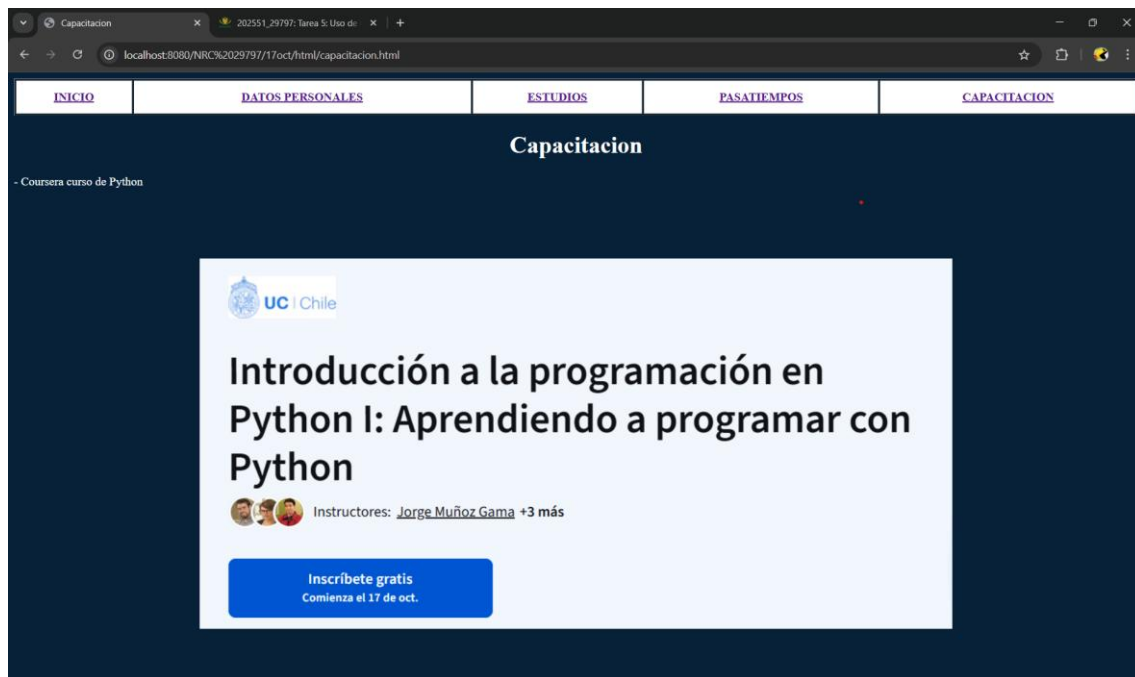 Capacitacion
202551_29797: Tarea 5: Uso de
localhost:8080/NRC%2029797/17oct/html/capacitacion.html
INICIO DATOS PERSONALES ESTUDIOS PASATIEMPOS CAPACITACION
Capacitacion
- Coursera curso de Python
UC | Chile
Introducción a la programación en
Python I: Aprendiendo a programar con
Python
Instructores: Jorge Muñoz Gama +3 más
Inscríbete gratis
Comienza el 17 de oct.